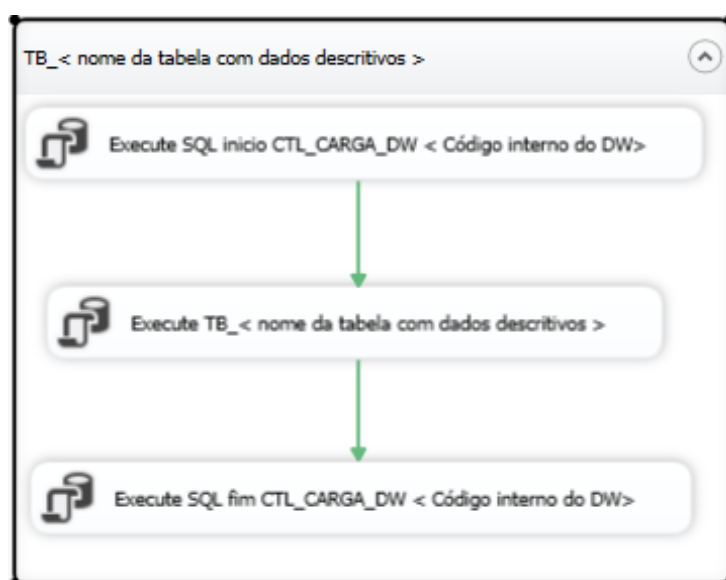 TB_< nome da tabela com dados descritivos >
Execute SQL inicio CTL_CARGA_DW < Código interno do DW>
Execute TB_< nome da tabela com dados descritivos >
Execute SQL fim CTL_CARGA_DW < Código interno do DW>